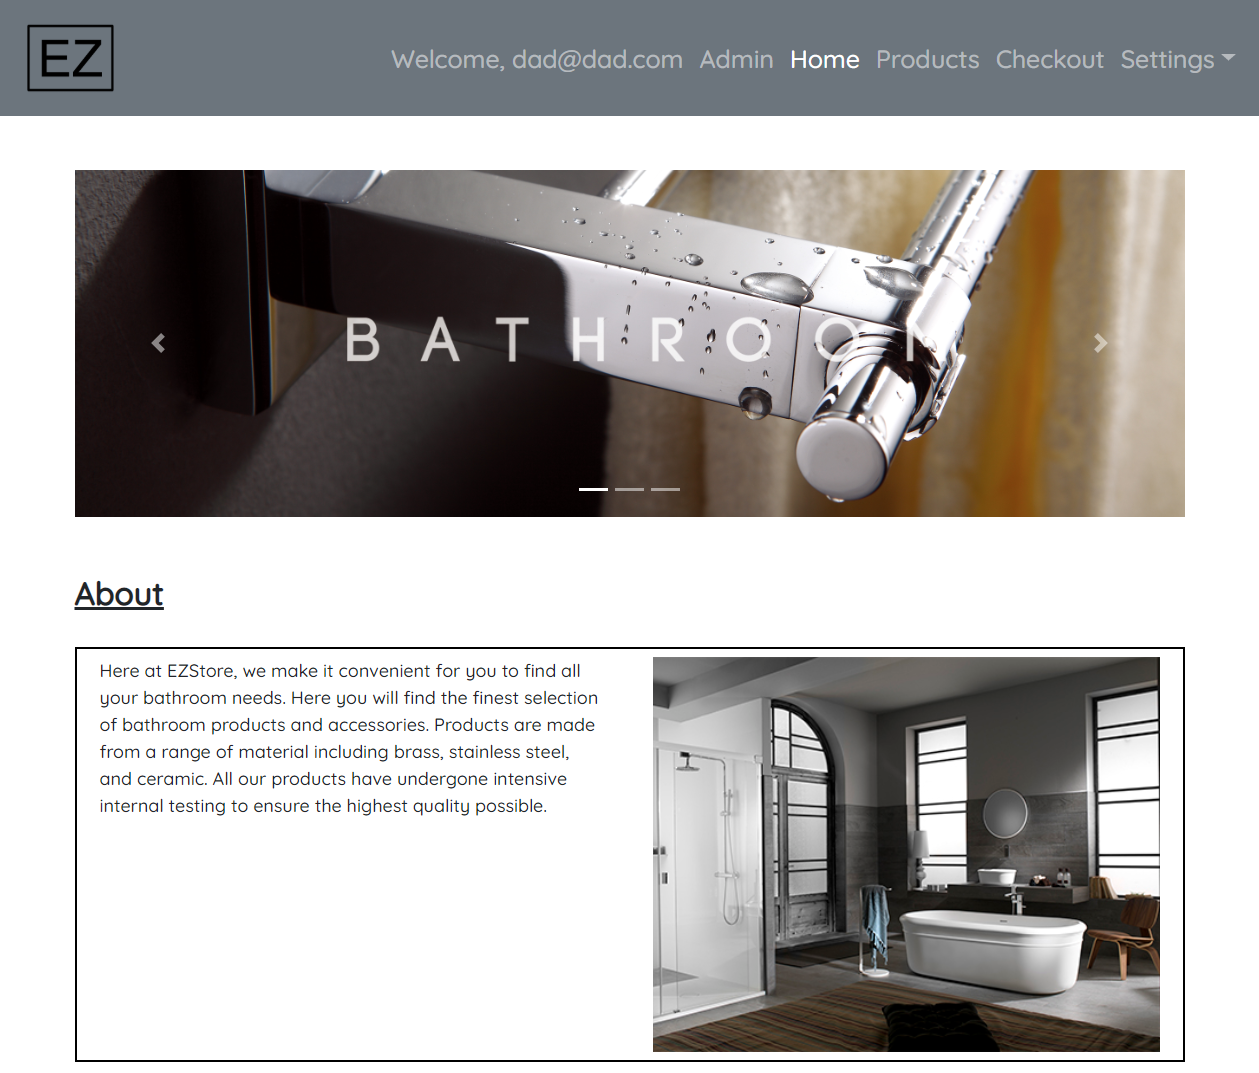 EZ
Welcome, dad@dad.com Admin Home Products Checkout Settings
BATHROOM
About
Here at EZStore, we make it convenient for you to find all
your bathroom needs. Here you will find the finest selection
of bathroom products and accessories. Products are made
from a range of material including brass, stainless steel,
and ceramic. All our products have undergone intensive
internal testing to ensure the highest quality possible.